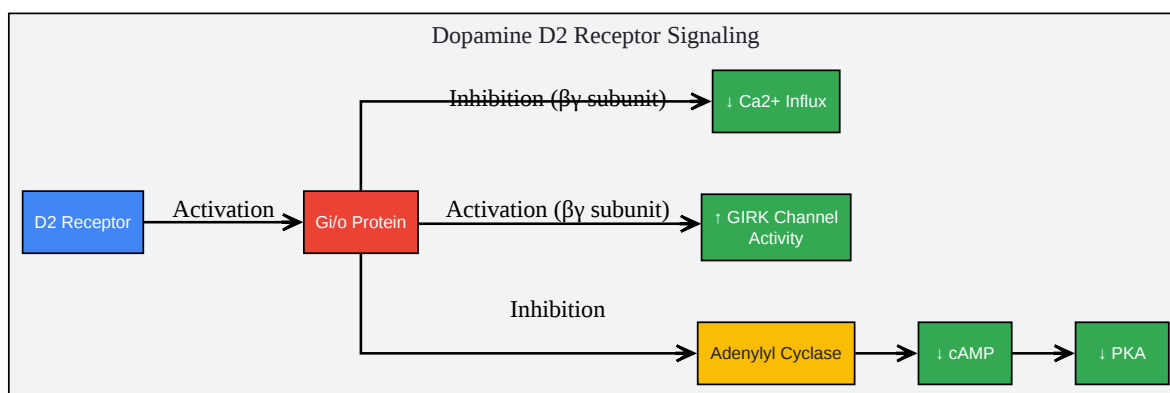 Dopamine D2 Receptor Signaling
Inhibition (βγ subunit)
↓ Ca2+ Influx
D2 Receptor
Activation
Gi/o Protein
Activation (βγ subunit)
↑ GIRK Channel
Activity
Inhibition
Adenylyl Cyclase
↓ cAMP
↓ PKA